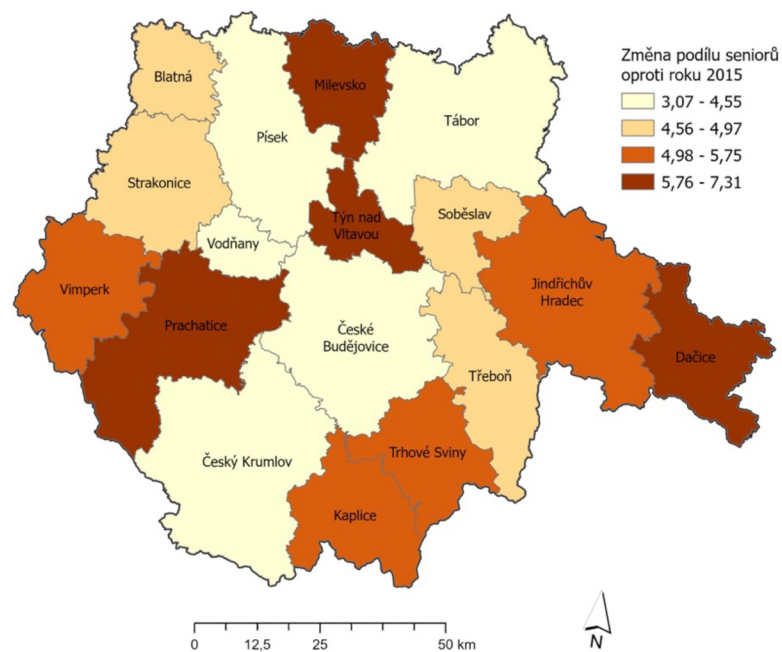 Změna podílu seniorů
oproti roku 2015
3,07 - 4,55
4,56 - 4,97
4,98 - 5,75
5,76 - 7,31
Blatná
Milevsko
Písek
Tábor
Strakonice
Soběslav
Týn nad
Vltavou
Vodňany
Vimperk
Jindřichův
Hradec
Prachatice
České
Budějovice
Dačice
Třeboň
Trhové Sviny
Český Krumlov
Kaplice
0 12,5 25 50 km
N